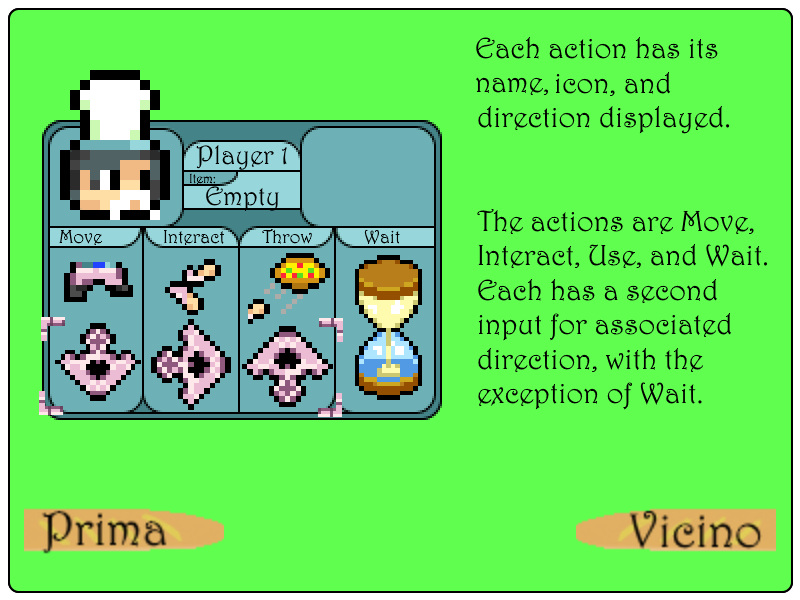 Each action has its
name, icon, and
direction displayed.
Player 1
Item:
Empty
Move
Interact
Throw
Wait
The actions are Move,
Interact, Use, and Wait.
Each has a second
input for associated
direction, with the
exception of Wait.
Prima
Vicino